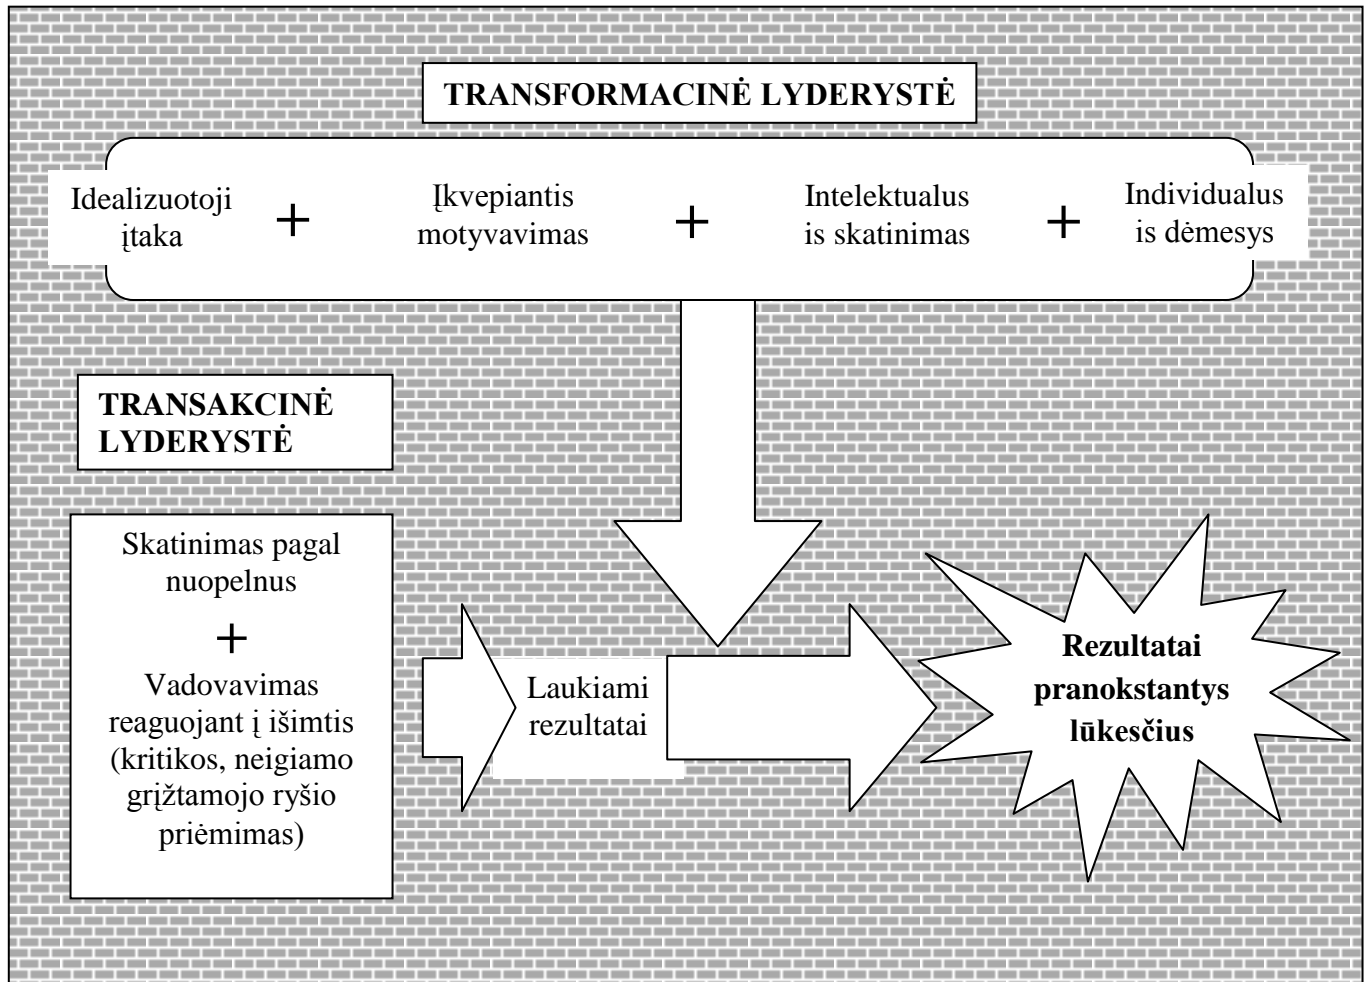 TRANSFORMACINĖ LYDERYSTĖ
Idealizuotoji
įtaka
+
Įkvepiantis
motyvavimas
+
Intelektualus
is skatinimas
+
Individualus
is dėmesys
TRANSAKCINĖ
LYDERYSTĖ
Skatinimas pagal
nuopelnus
+
Vadovavimas
reaguojant į išimtis
(kritikos, neigiamo
grįžtamojo ryšio
priėmimas)
Laukiami
rezultatai
Rezultatai
pranokstantys
lūkesčius